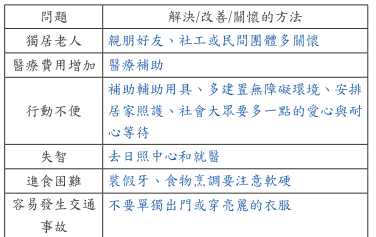 問題 解決/改善/關懷的方法
獨居老人 親朋好友、社工或民間團體多關懷
醫療費用增加 醫療補助
行動不便 補助輔助用具、多建置無障礙環境、安排
居家照護、社會大眾要多一點的愛心與耐
心等待
失智 去日照中心和就醫
進食困難 裝假牙、食物烹調要注意軟硬
容易發生交通 不要單獨出門或穿亮麗的衣服
事故